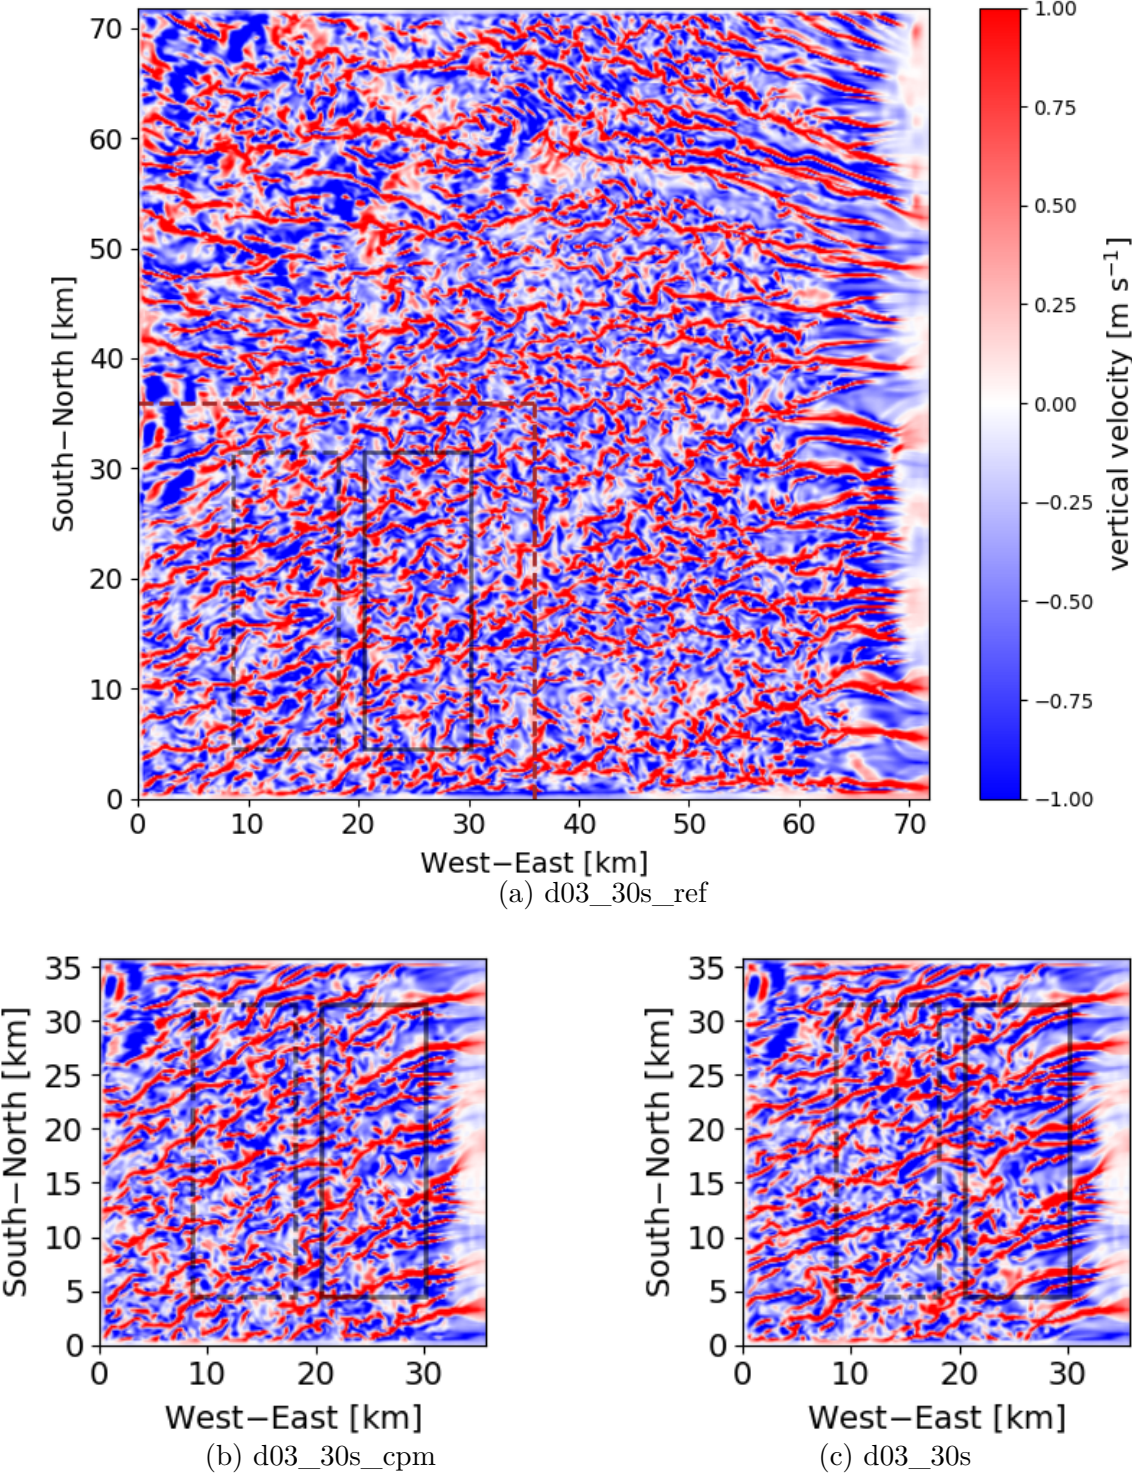 70
60
50
40
30
20
10
0
South−North [km]
0 10 20 30 40 50 60 70
West−East [km]
1.00
0.75
0.50
0.25
0.00
−0.25
−0.50
−0.75
−1.00
vertical velocity [m s⁻¹]
(a) d03_30s_ref
35
30
25
20
15
10
5
0
South−North [km]
0 10 20 30
West−East [km]
(b) d03_30s_cpm
35
30
25
20
15
10
5
0
South−North [km]
0 10 20 30
West−East [km]
(c) d03_30s